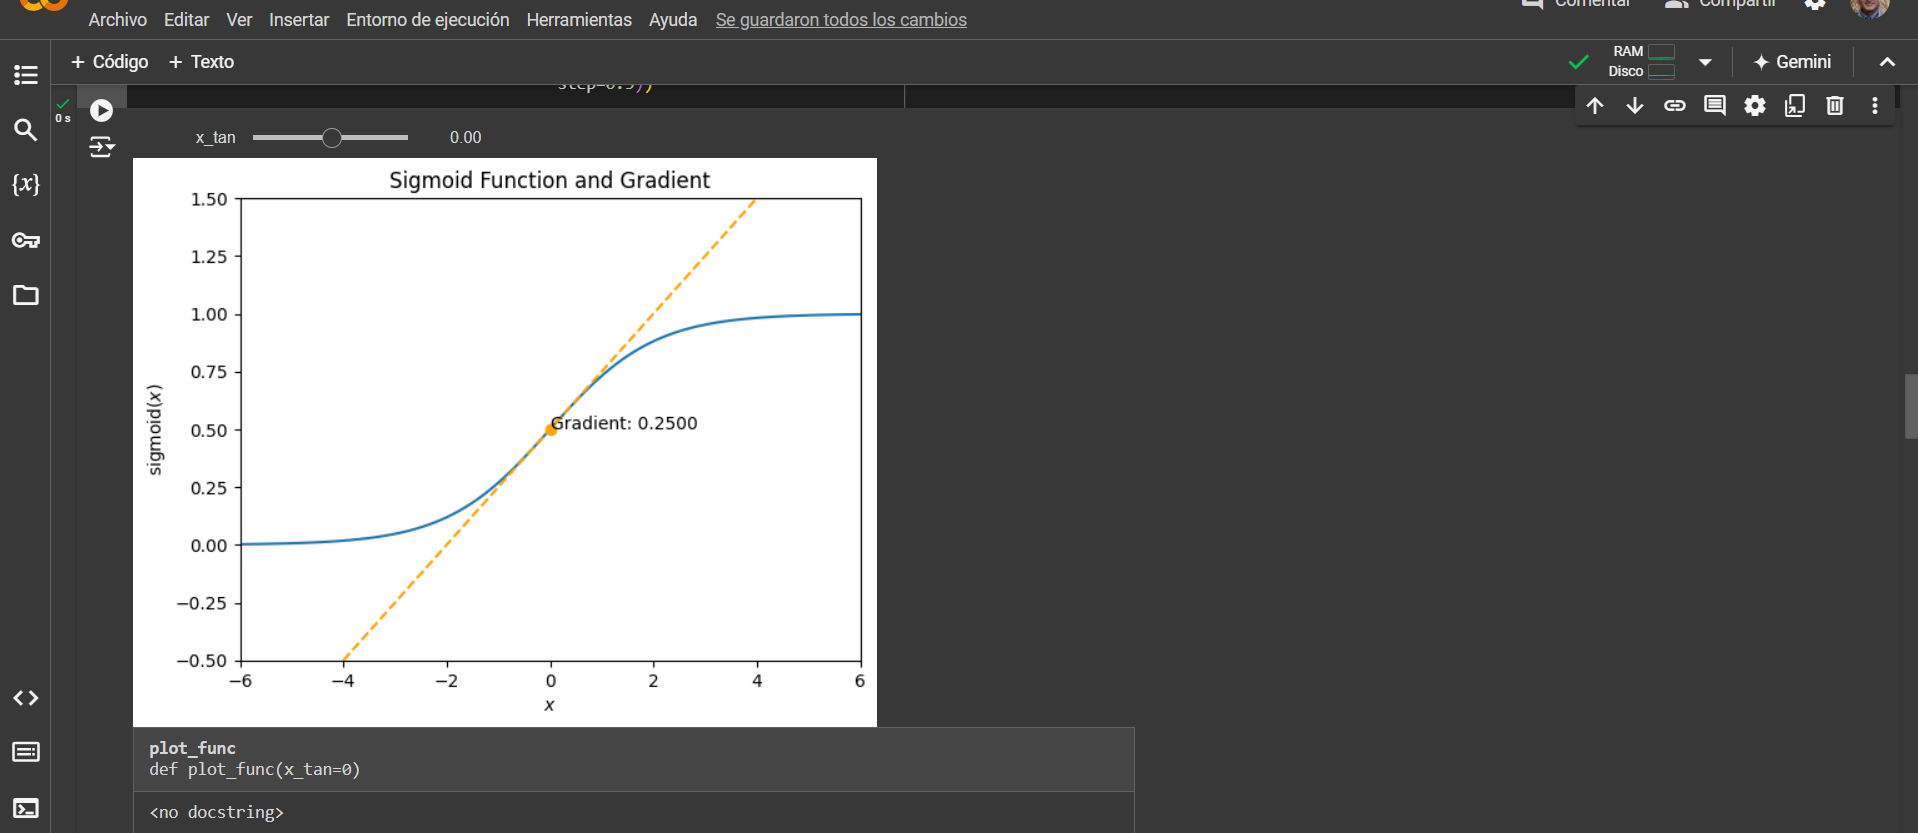 Comentar Compartir
Archivo Editar Ver Insertar Entorno de ejecución Herramientas Ayuda Se guardaron todos los cambios
+ Código + Texto
RAM
Disco
Gemini
step=0.5))
0 s
{x}
x_tan 0.00
Sigmoid Function and Gradient
1.50
1.25
1.00
0.75
0.50
0.25
0.00
−0.25
−0.50
sigmoid(x)
Gradient: 0.2500
−6 −4 −2 0 2 4 6
x
plot_func
def plot_func(x_tan=0)
<no docstring>